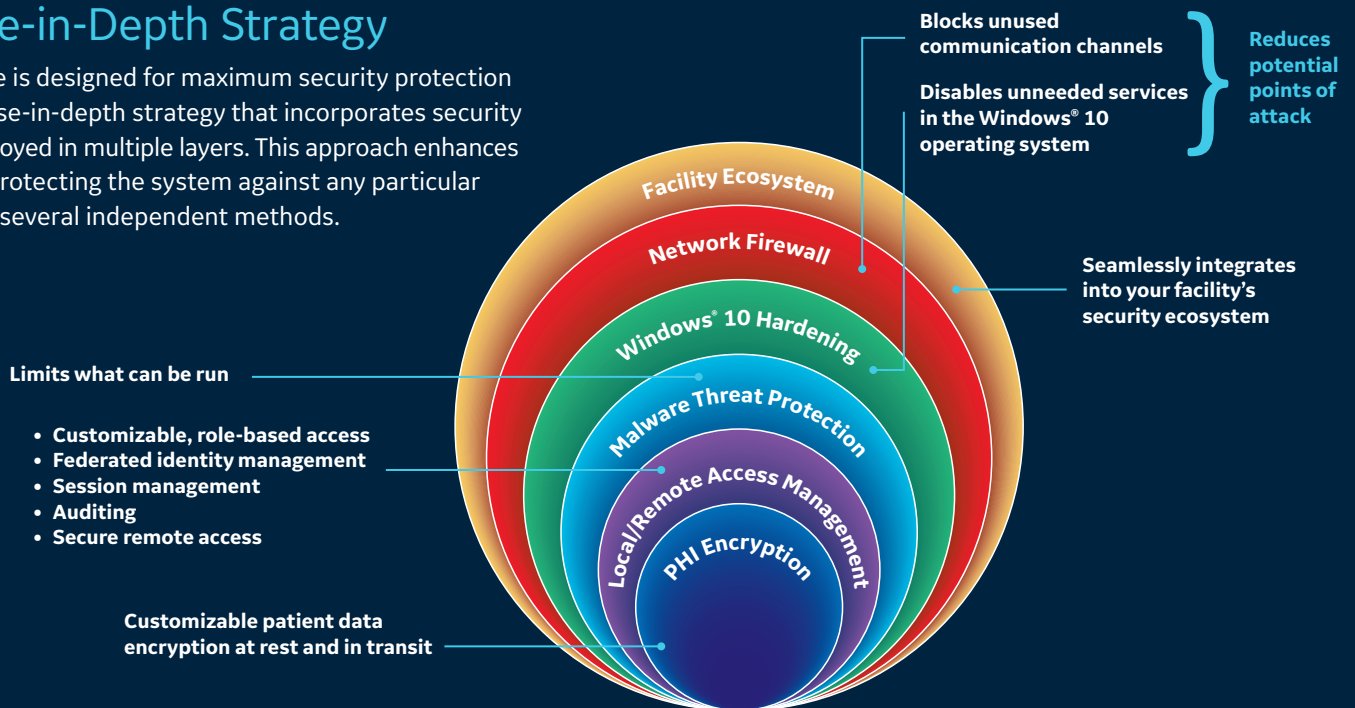 e-in-Depth Strategy
e is designed for maximum security protection
se-in-depth strategy that incorporates security
oyed in multiple layers. This approach enhances
rotecting the system against any particular
several independent methods.
Blocks unused
communication channels
Disables unneeded services
in the Windows® 10
operating system
Reduces
potential
points of
attack
Facility Ecosystem
Network Firewall
Windows® 10 Hardening
Malware Threat Protection
Local/Remote Access Management
PHI Encryption
Seamlessly integrates
into your facility’s
security ecosystem
Limits what can be run
• Customizable, role-based access
• Federated identity management
• Session management
• Auditing
• Secure remote access
Customizable patient data
encryption at rest and in transit